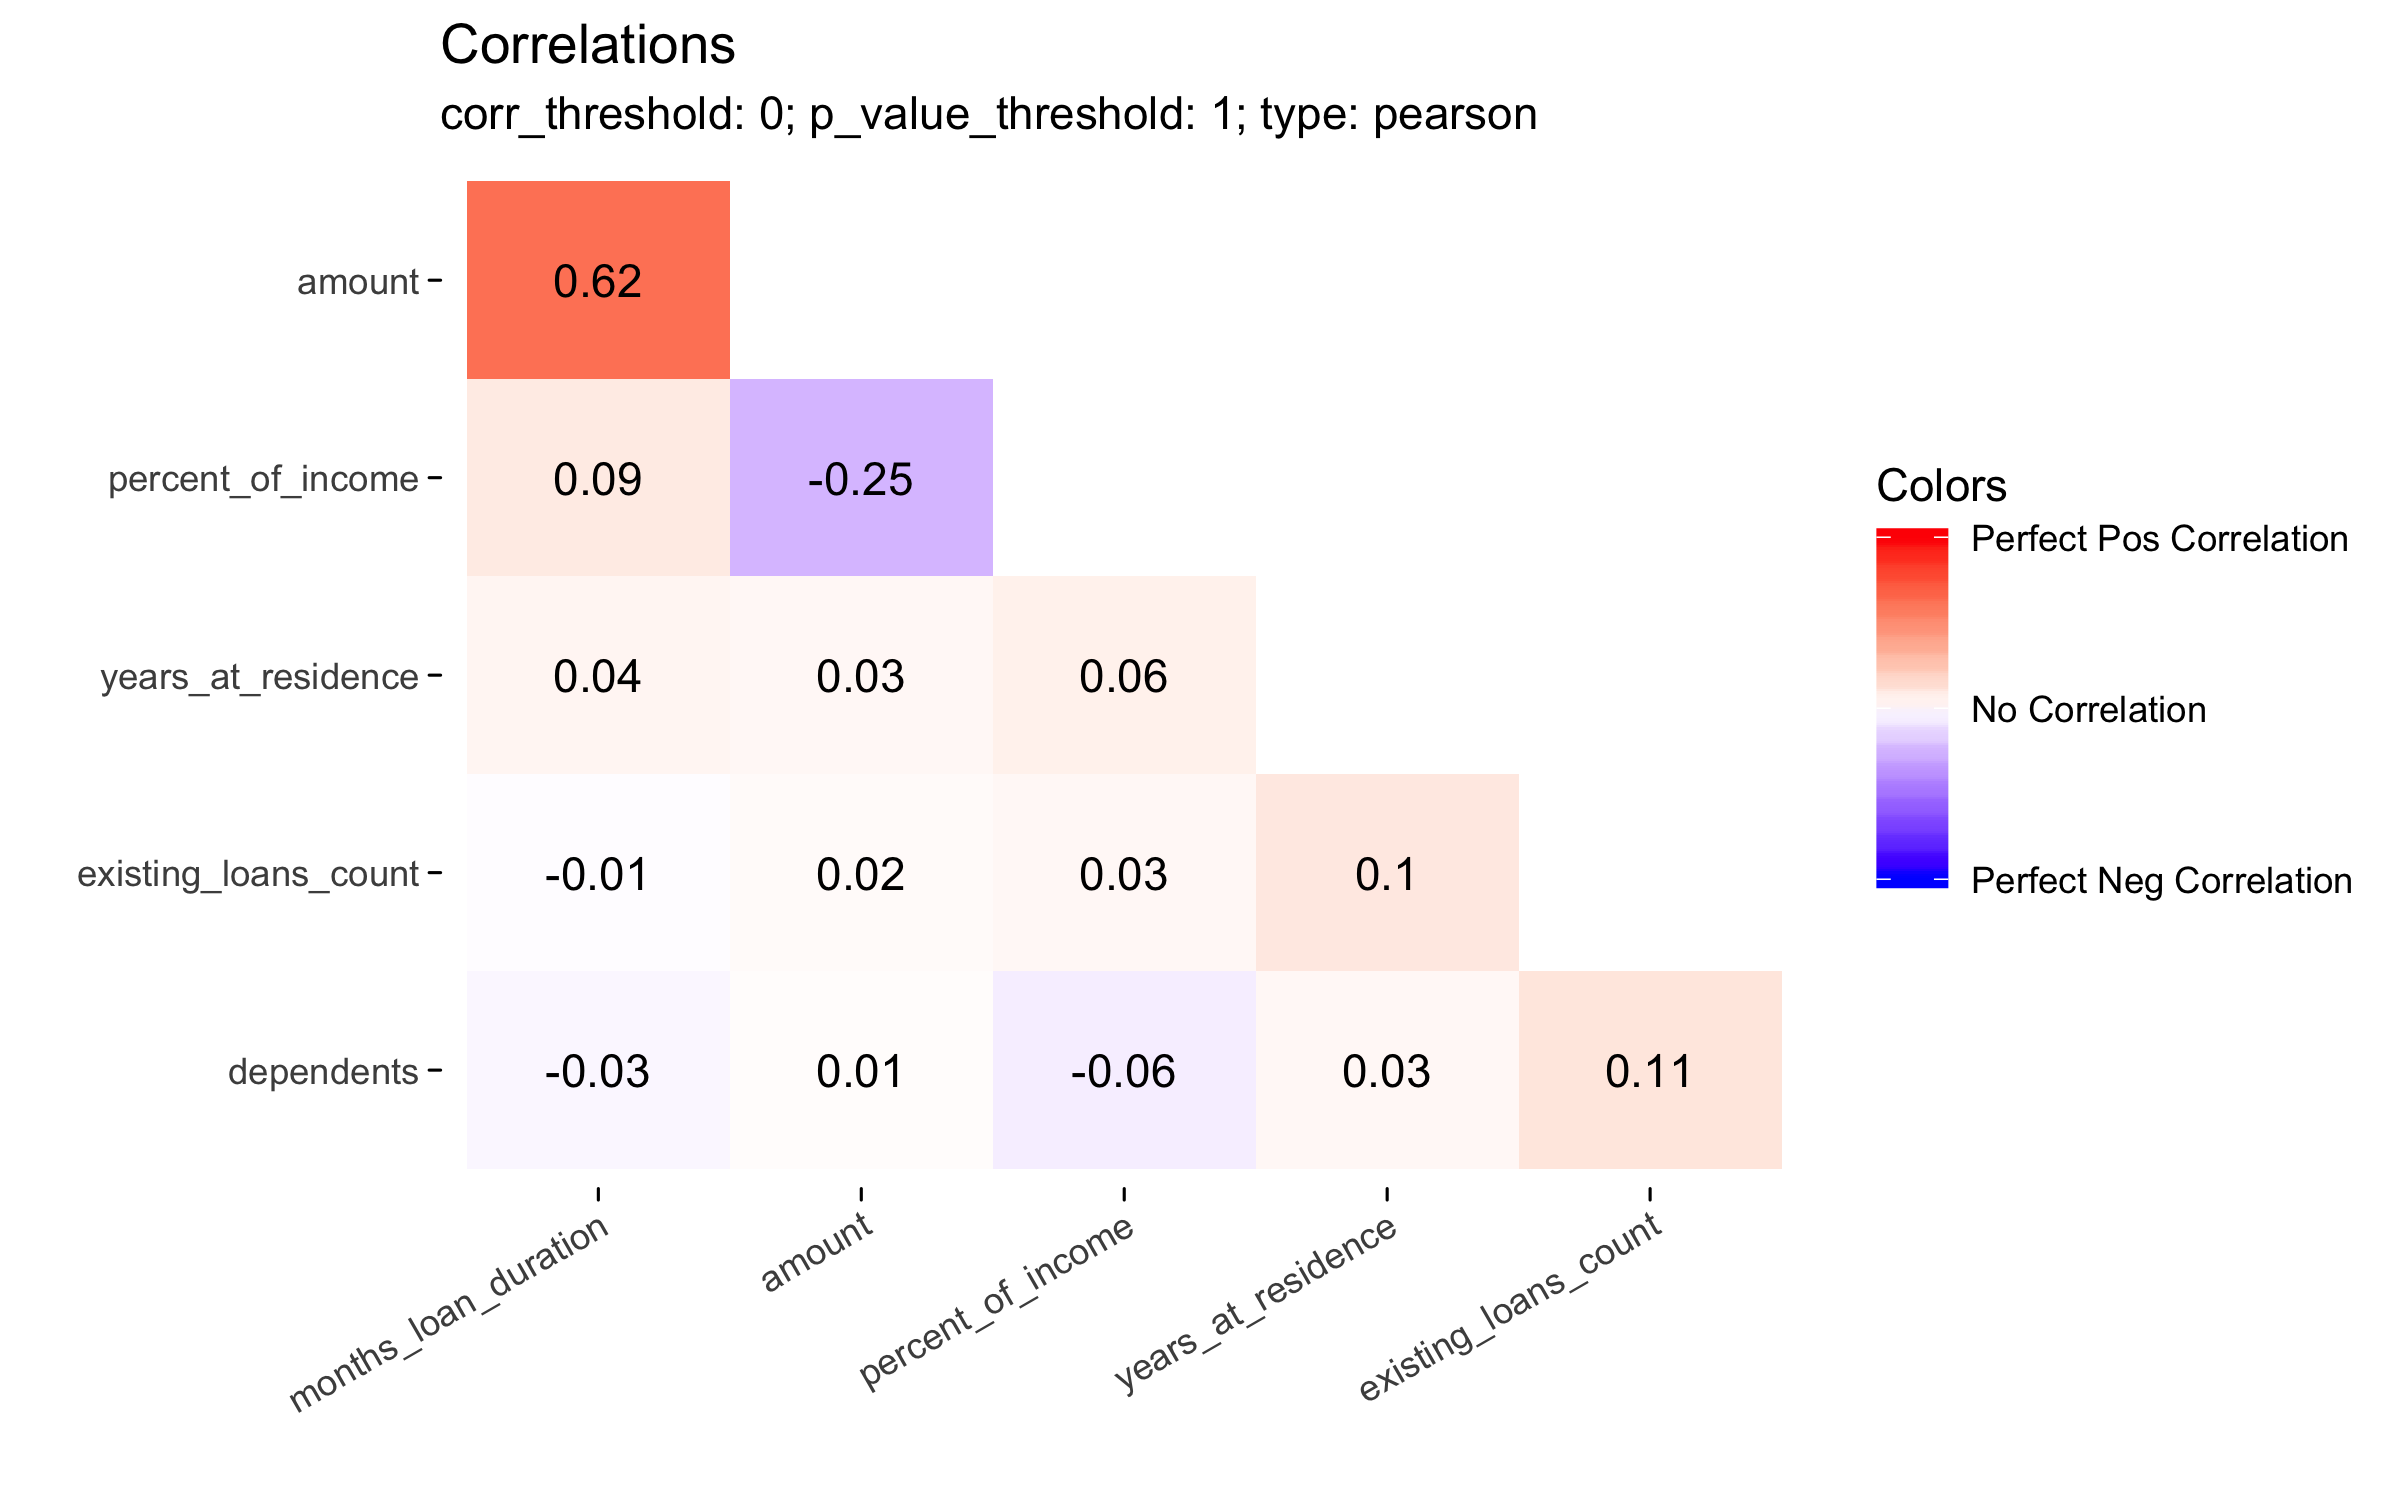 Correlations
corr_threshold: 0; p_value_threshold: 1; type: pearson
amount
0.62
percent_of_income
0.09
-0.25
years_at_residence
0.04
0.03
0.06
existing_loans_count
-0.01
0.02
0.03
0.1
dependents
-0.03
0.01
-0.06
0.03
0.11
months_loan_duration
amount
percent_of_income
years_at_residence
existing_loans_count
Colors
Perfect Pos Correlation
No Correlation
Perfect Neg Correlation